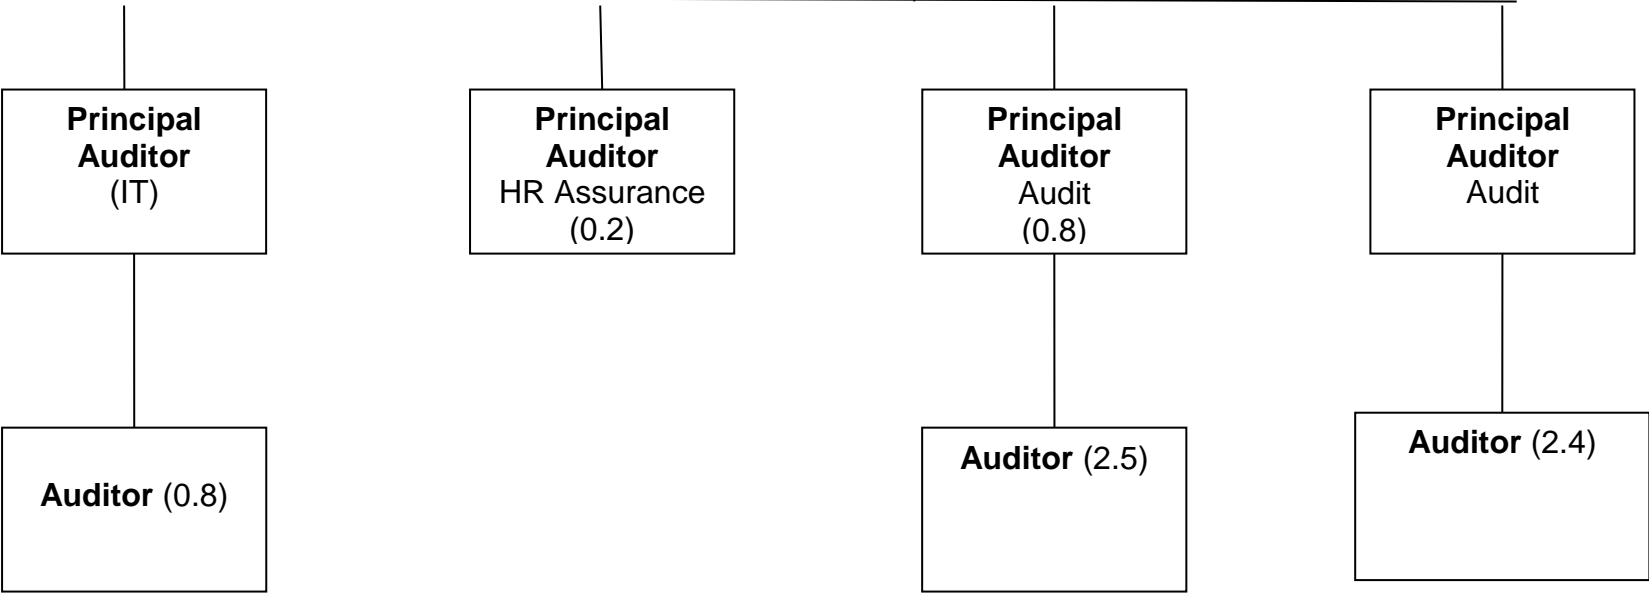 Principal
Auditor
(IT)
Principal
Auditor
HR Assurance
(0.2)
Principal
Auditor
Audit
(0.8)
Principal
Auditor
Audit
Auditor (0.8)
Auditor (2.5)
Auditor (2.4)